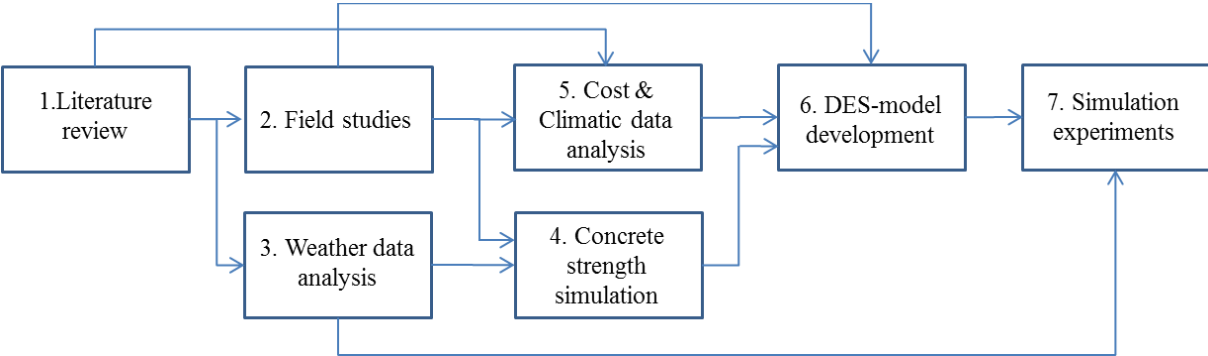 1.Literature
review
2. Field studies
3. Weather data
analysis
5. Cost &
Climatic data
analysis
4. Concrete
strength
simulation
6. DES-model
development
7. Simulation
experiments